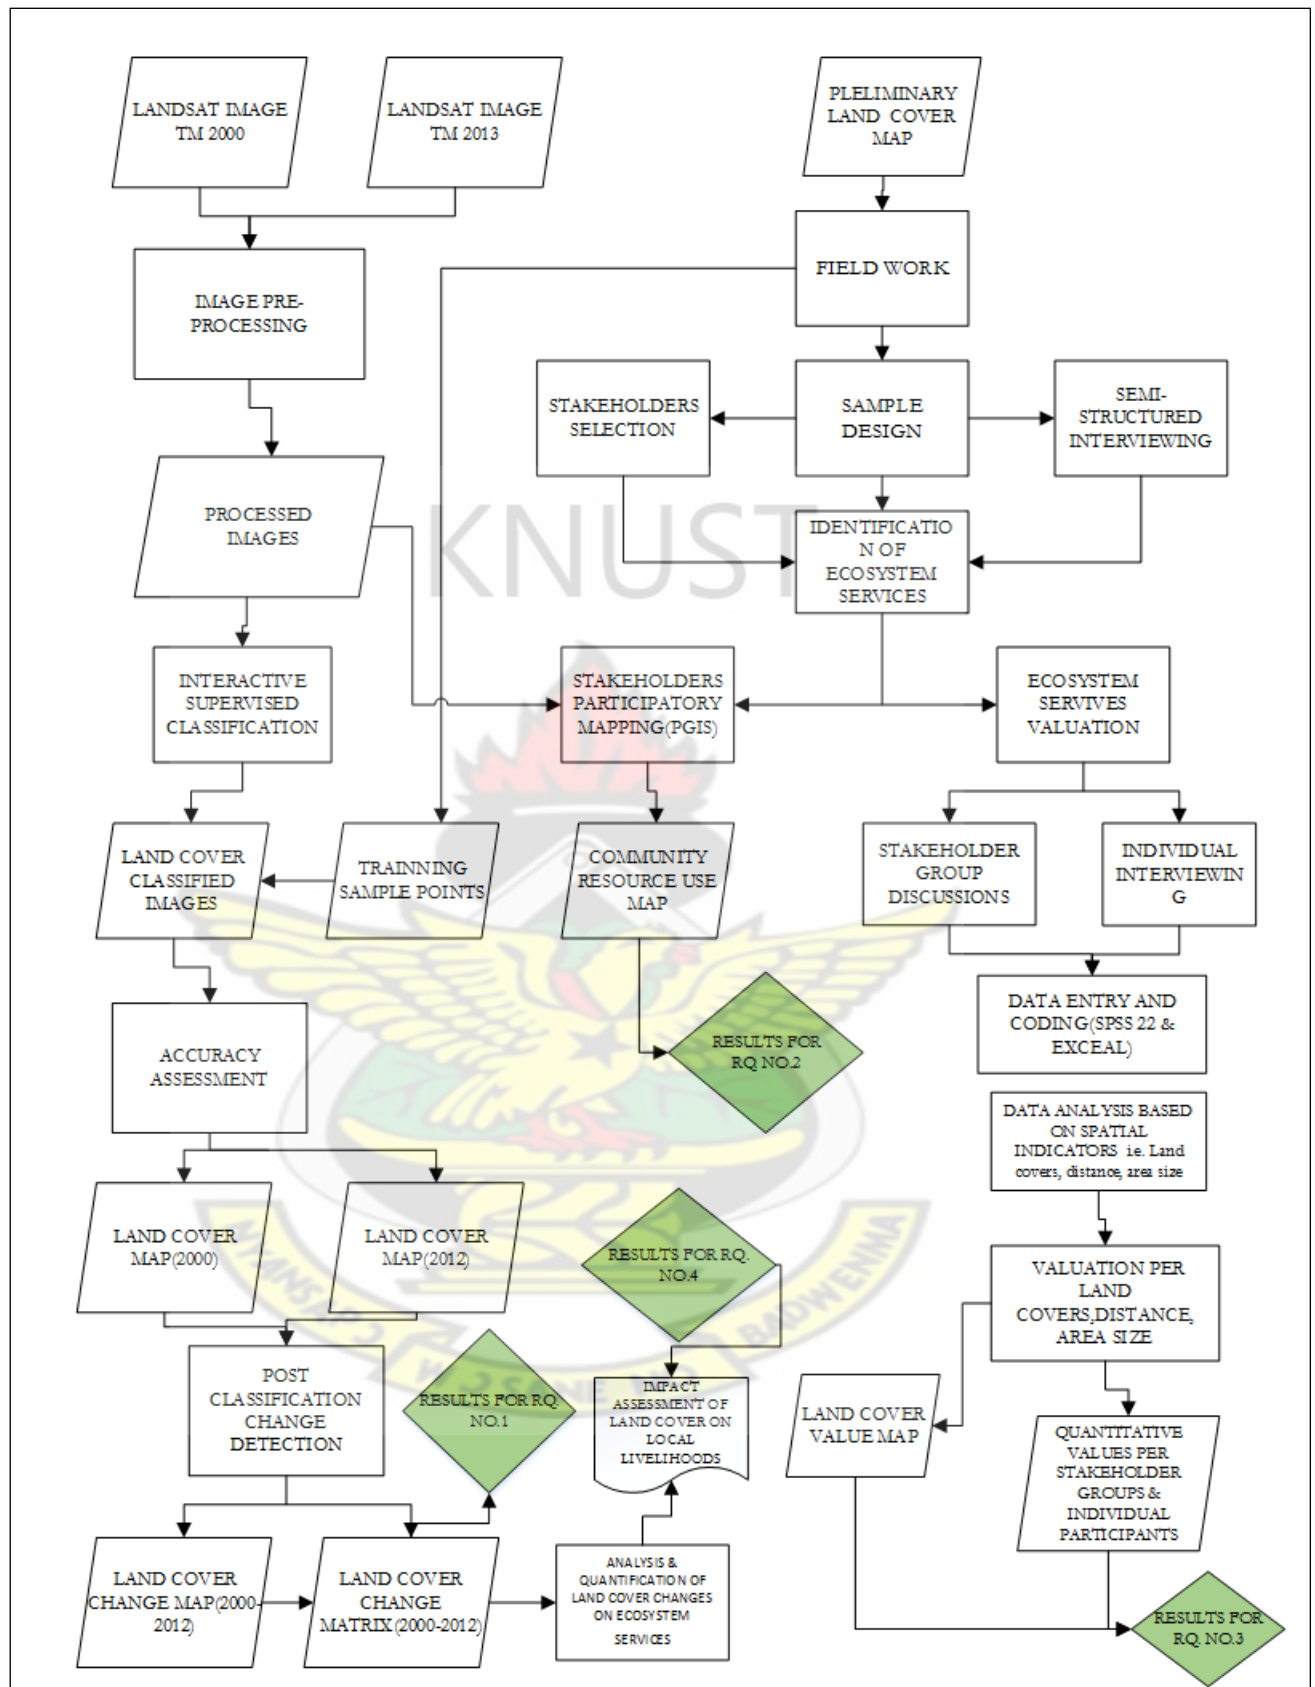 LANDSAT IMAGE
TM 2000
LANDSAT IMAGE
TM 2013
PLELIMINARY
LAND COVER
MAP
FIELD WORK
IMAGE PRE-
PROCESSING
STAKEHOLDERS
SELECTION
SAMPLE
DESIGN
SEMI-
STRUCTURED
INTERVIEWING
PROCESSED
IMAGES
KNUST
IDENTIFICATIO
N OF
ECOSYSTEM
SERVICES
INTERACTIVE
SUPERVISED
CLASSIFICATION
STAKEHOLDERS
PARTICIPATORY
MAPPING(PGIS)
ECOSYSTEM
SERVIVES
VALUATION
LAND COVER
CLASSIFIED
IMAGES
TRAINNING
SAMPLE POINTS
COMMUNITY
RESOURCE USE
MAP
STAKEHOLDER
GROUP
DISCUSSIONS
INDIVIDUAL
INTERVIEWIN
G
DATA ENTRY AND
CODING(SPSS 22 &
EXCEAL)
ACCURACY
ASSESSMENT
RESULTS FOR
RQ NO.2
DATA ANALYSIS BASED
ON SPATIAL
INDICATORS i.e. Land
covers, distance, area size
LAND COVER
MAP(2000)
LAND COVER
MAP(2012)
RESULTS FOR RQ.
NO.4
VALUATION PER
LAND
COVERS,DISTANCE,
AREA SIZE
POST
CLASSIFICATION
CHANGE
DETECTION
RESULTS FOR RQ.
NO.1
IMPACT
ASSESSMENT OF
LAND COVER ON
LOCAL
LIVELIHOODS
LAND COVER
VALUE MAP
QUANTITATIVE
VALUES PER
STAKEHOLDER
GROUPS &
INDIVIDUAL
PARTICIPANTS
LAND COVER
CHANGE MAP(2000-
2012)
LAND COVER
CHANGE
MATRIX(2000-2012)
ANALYSIS &
QUANTIFICATION OF
LAND COVER CHANGES
ON ECOSYSTEM
SERVICES
RESULTS FOR
RQ. NO.3
BADWENMA